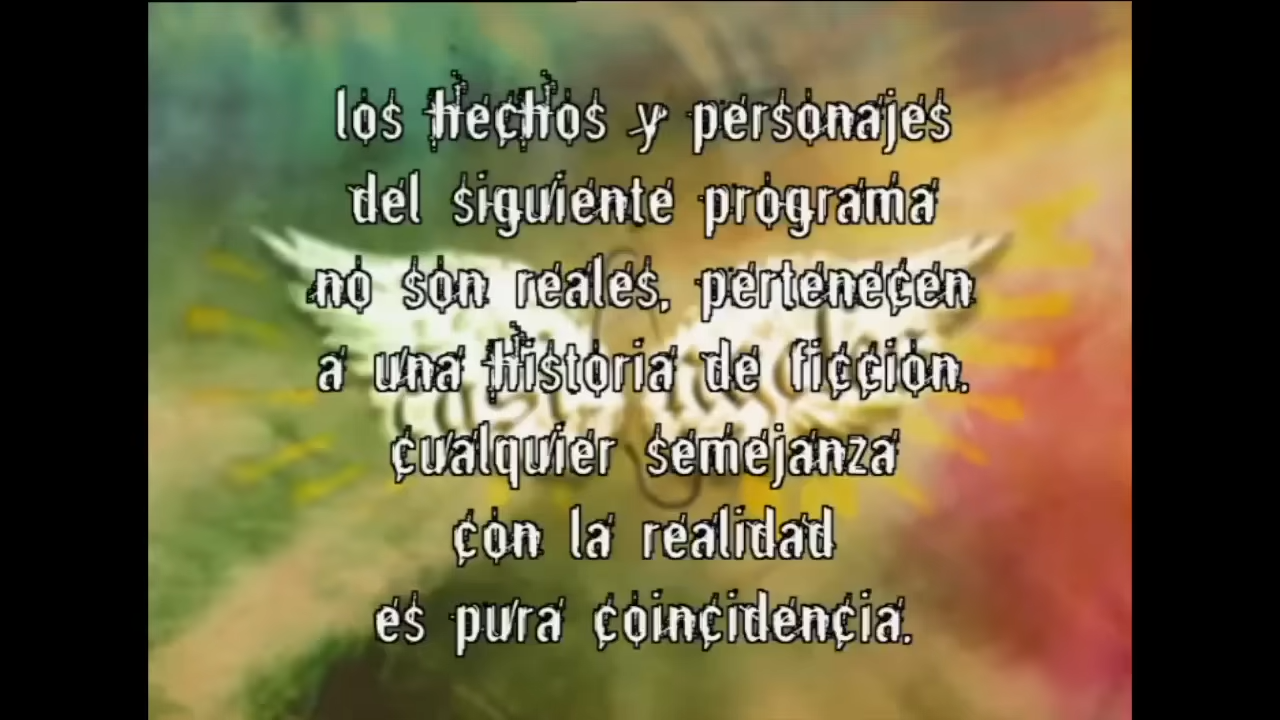 los hechos y personajes
del siguiente programa
no son reales, pertenecen
a una historia de ficcion.
cualquier semejanza
con la realidad
es pura coincidencia.